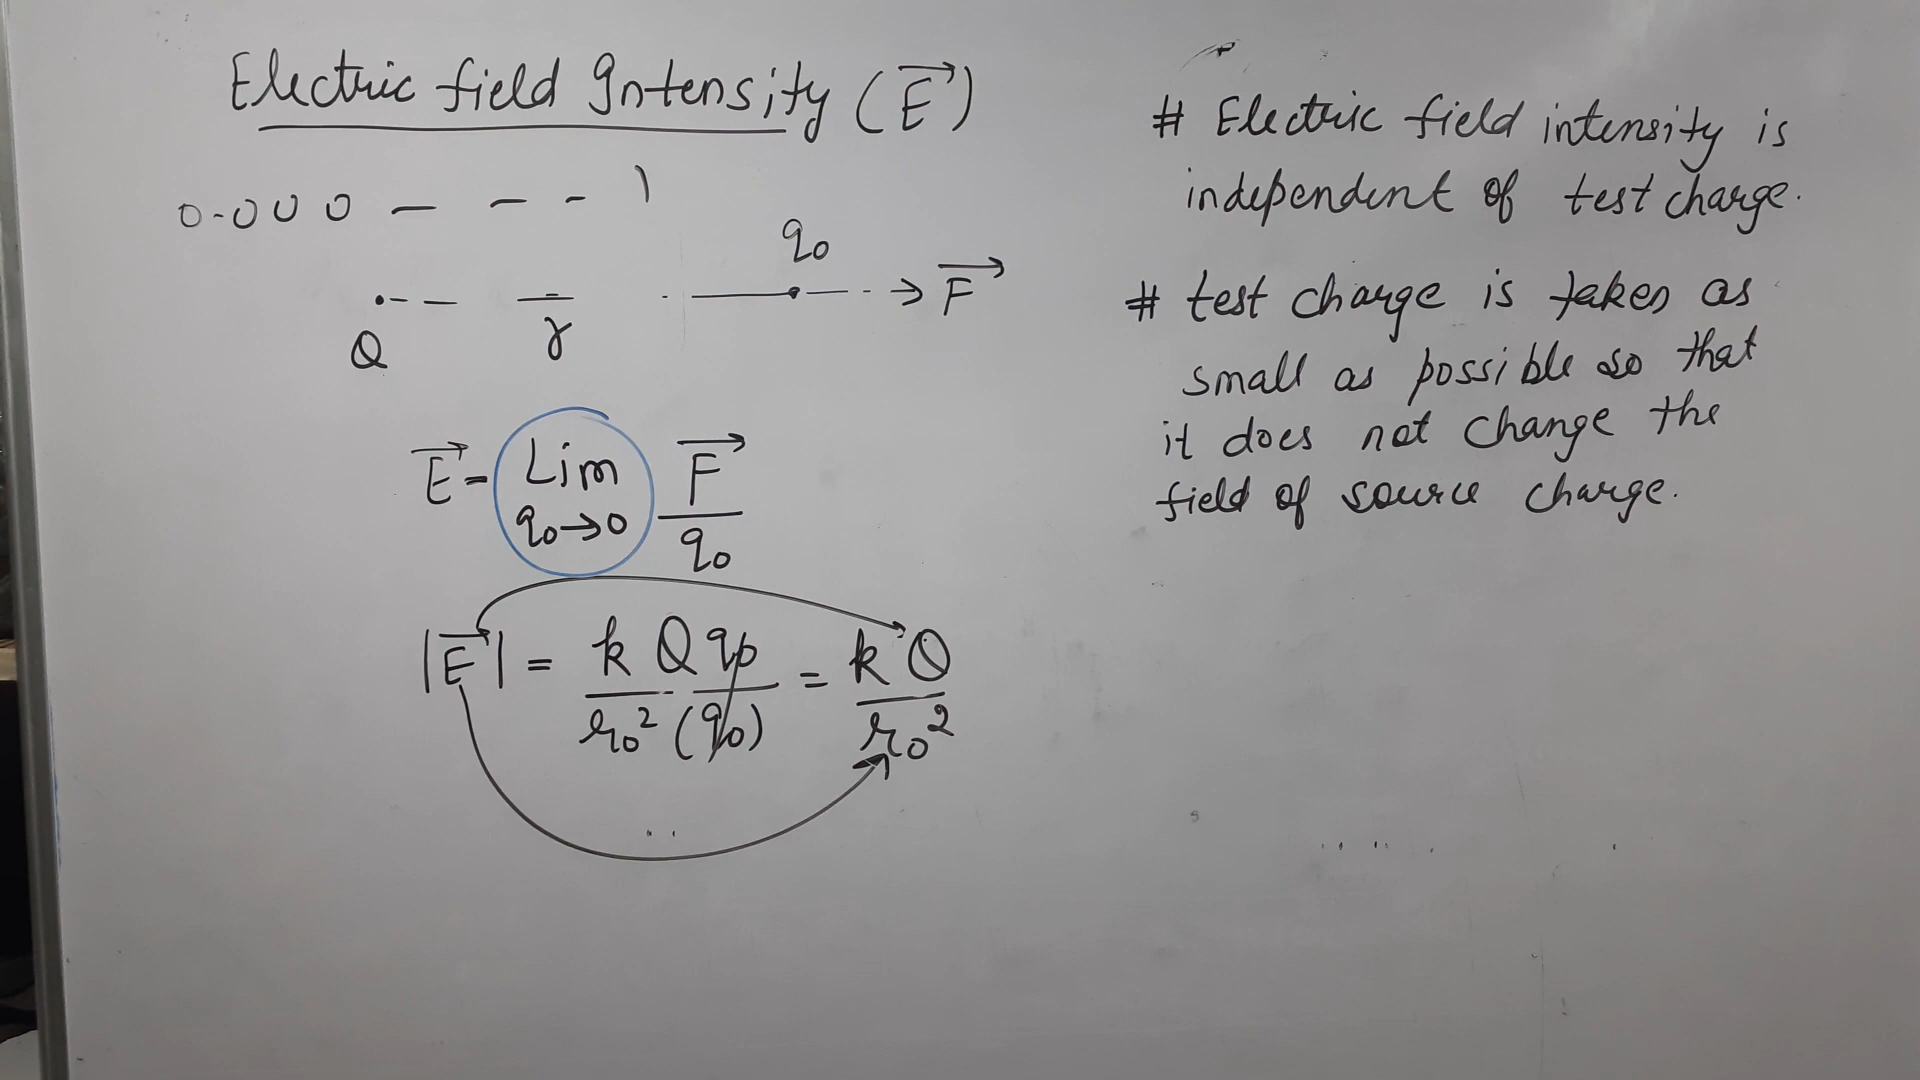 Electric field Intensity (E→)
0.000 — — - 1
q₀
Q r F→
E→ = Lim q₀→0 F→/q₀
|E→| = k Q q₀ / r₀² (q₀) = k Q / r₀²
# Electric field intensity is
independent of test charge.
# test charge is taken as
small as possible so that
it does not change the
field of source charge.